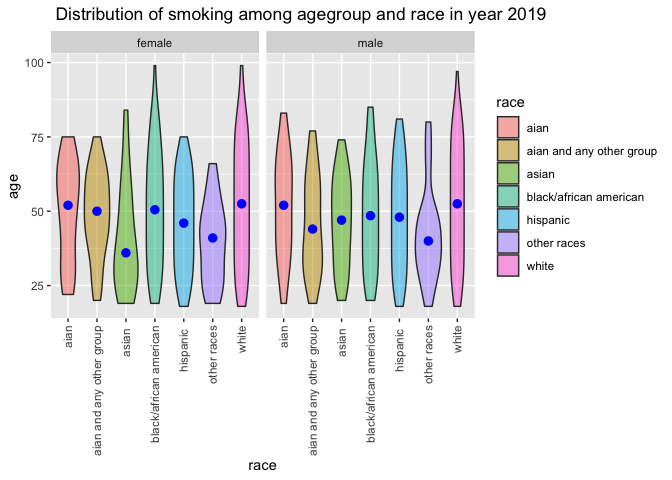 Distribution of smoking among agegroup and race in year 2019
female
male
100
75
50
25
age
aian
aian and any other group
asian
black/african american
hispanic
other races
white
aian
aian and any other group
asian
black/african american
hispanic
other races
white
race
race
aian
aian and any other group
asian
black/african american
hispanic
other races
white